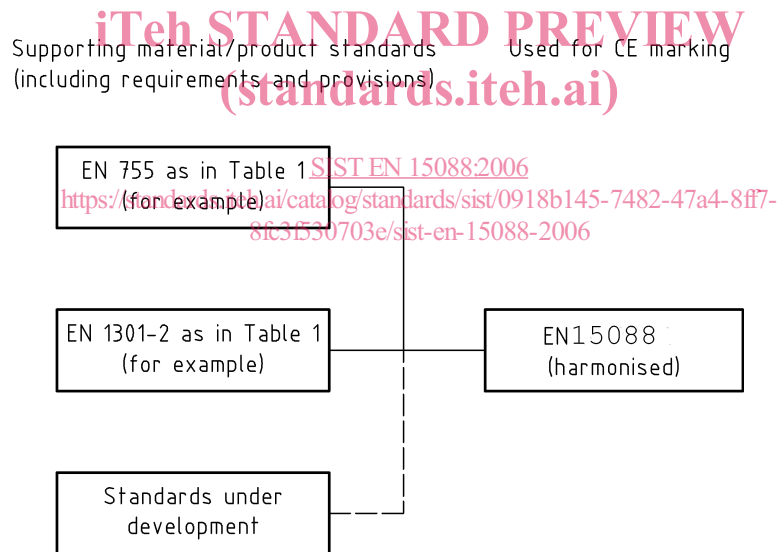 iTeh STANDARD PREVIEW
(standards.iteh.ai)
Supporting material/product standards
(including requirements and provisions)
Used for CE marking
SIST EN 15088:2006
https://standards.iteh.ai/catalog/standards/sist/0918b145-7482-47a4-8ff7-
8fc3f530703e/sist-en-15088-2006
EN 755 as in Table 1
(for example)
EN 1301-2 as in Table 1
(for example)
EN15088
(harmonised)
Standards under
development